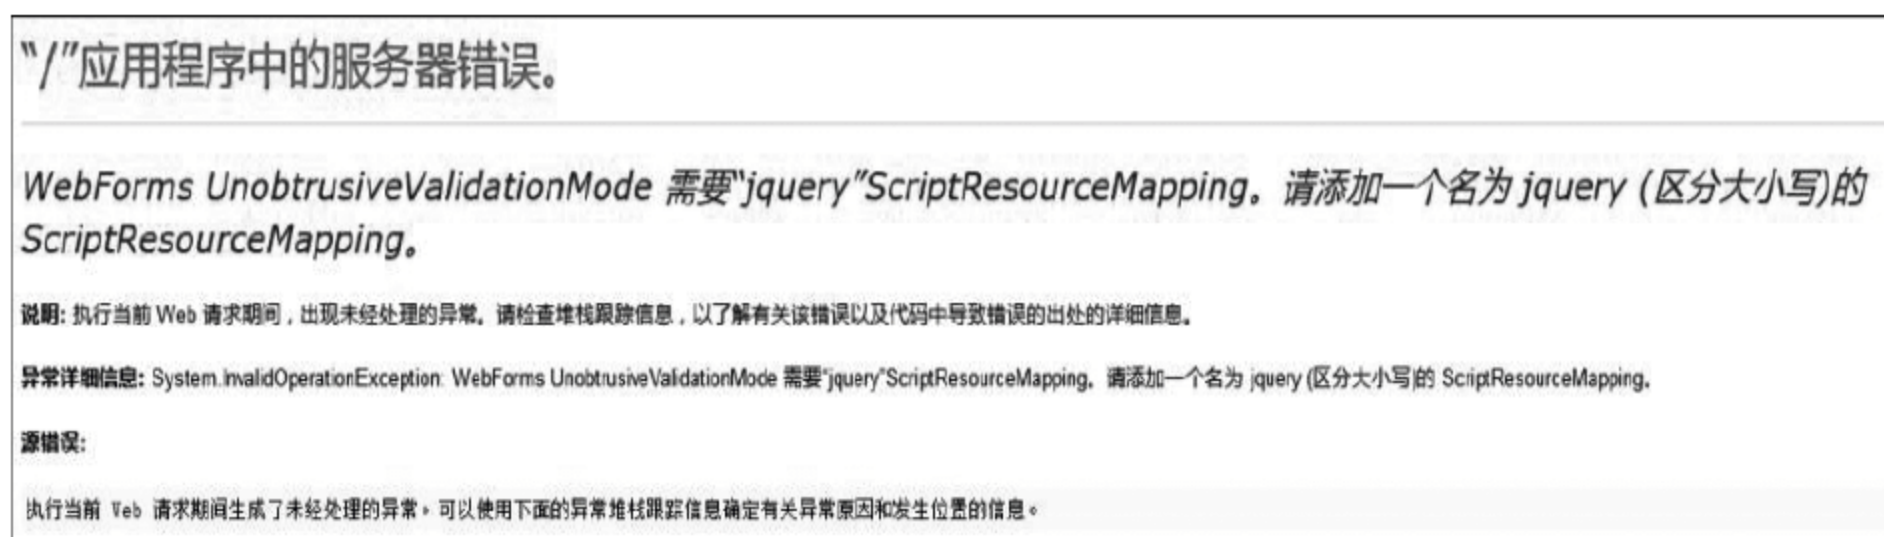 “/”应用程序中的服务器错误。
WebForms UnobtrusiveValidationMode 需要“jquery”ScriptResourceMapping。请添加一个名为 jquery (区分大小写)的
ScriptResourceMapping。
说明: 执行当前 Web 请求期间，出现未经处理的异常。请检查堆栈跟踪信息，以了解有关该错误以及代码中导致错误的出处的详细信息。
异常详细信息: System.InvalidOperationException: WebForms UnobtrusiveValidationMode 需要“jquery”ScriptResourceMapping。请添加一个名为 jquery (区分大小写)的 ScriptResourceMapping。
源错误:
执行当前 Web 请求期间生成了未经处理的异常。可以使用下面的异常堆栈跟踪信息确定有关异常原因和发生位置的信息。